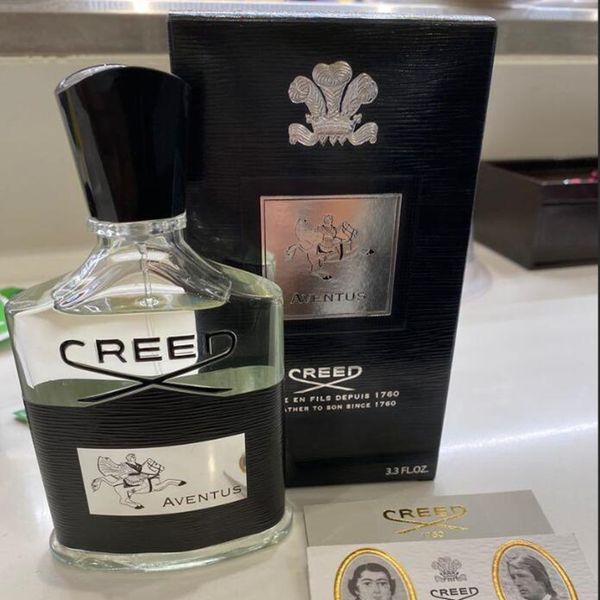 CREED
AVENTUS
AVENTUS
CREED
EN FILS DEPUIS 1760
TO SON SINCE 1760
3.3 FL.OZ.
CREED
1760
CREED